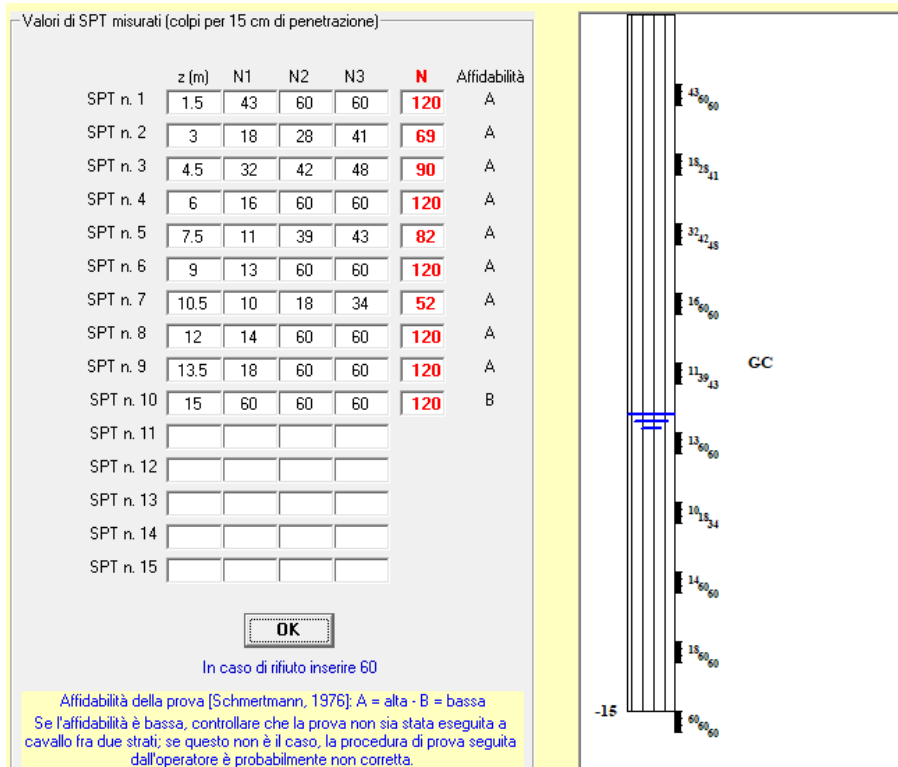 Valori di SPT misurati (colpi per 15 cm di penetrazione)
z (m) N1 N2 N3 N Affidabilità
SPT n. 1 1.5 43 60 60 120 A
SPT n. 2 3 18 28 41 69 A
SPT n. 3 4.5 32 42 48 90 A
SPT n. 4 6 16 60 60 120 A
SPT n. 5 7.5 11 39 43 82 A
SPT n. 6 9 13 60 60 120 A
SPT n. 7 10.5 10 18 34 52 A
SPT n. 8 12 14 60 60 120 A
SPT n. 9 13.5 18 60 60 120 A
SPT n. 10 15 60 60 60 120 B
SPT n. 11
SPT n. 12
SPT n. 13
SPT n. 14
SPT n. 15
OK
In caso di rifiuto inserire 60
Affidabilità della prova [Schmertmann, 1976]: A = alta - B = bassa
Se l'affidabilità è bassa, controllare che la prova non sia stata eseguita a
cavallo fra due strati; se questo non è il caso, la procedura di prova seguita
dall'operatore è probabilmente non corretta.
43 60 60
18 28 41
32 42 48
16 60 60
11 39 43
GC
13 60 60
10 18 34
14 60 60
18 60 60
-15
60 60 60